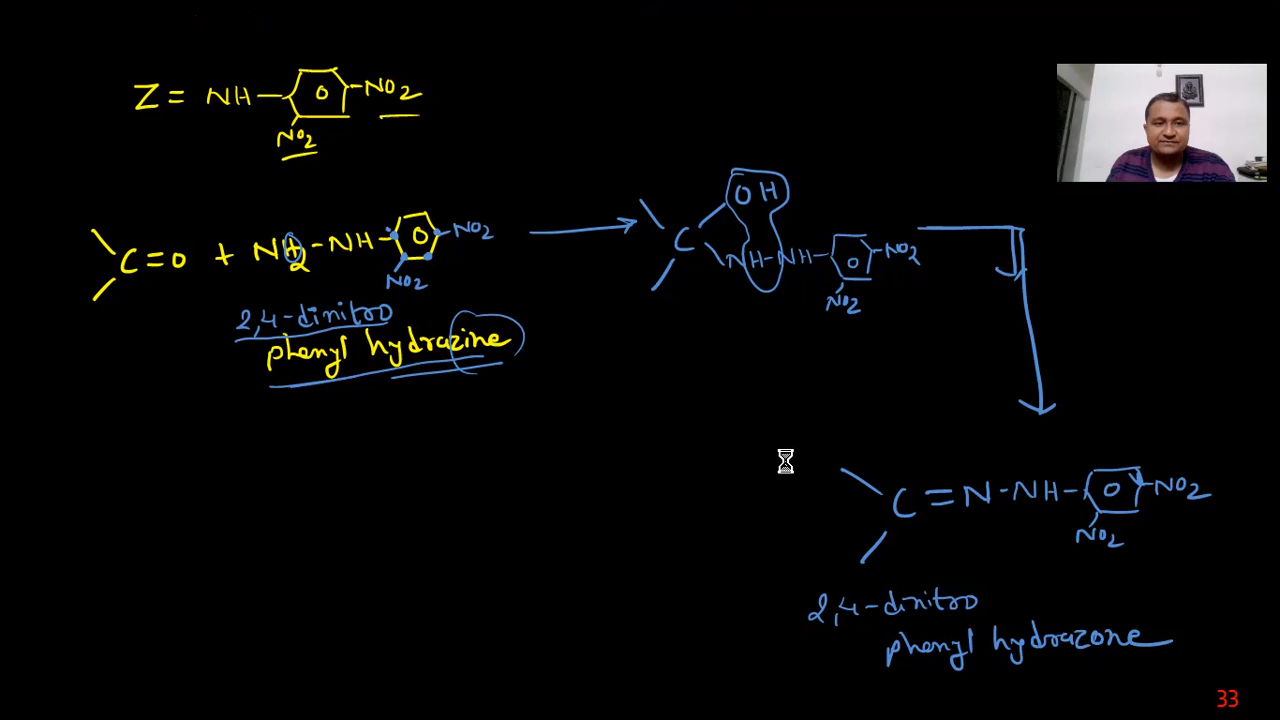 Z = NH - NO2
NO2
C=O + NH2-NH- NO2
NO2
2,4-dinitro
phenyl hydrazine
OH
C
NH-NH- NO2
NO2
C=N-NH- NO2
NO2
2,4-dinitro
phenyl hydrazone
33